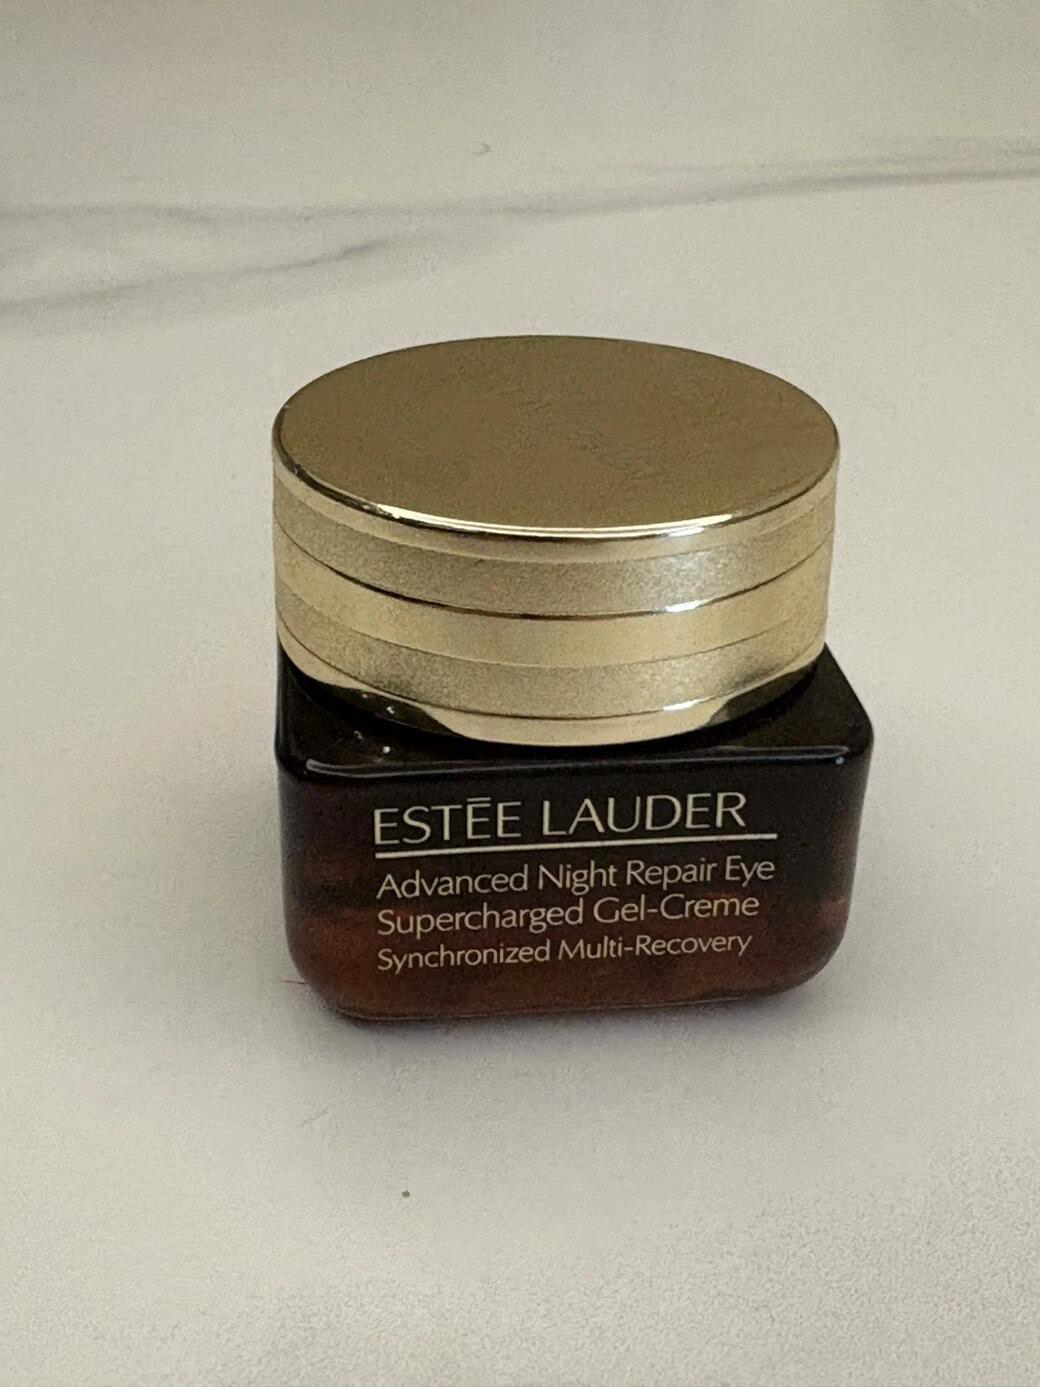 ESTĒE LAUDER
Advanced Night Repair Eye
Supercharged Gel-Creme
Synchronized Multi-Recovery